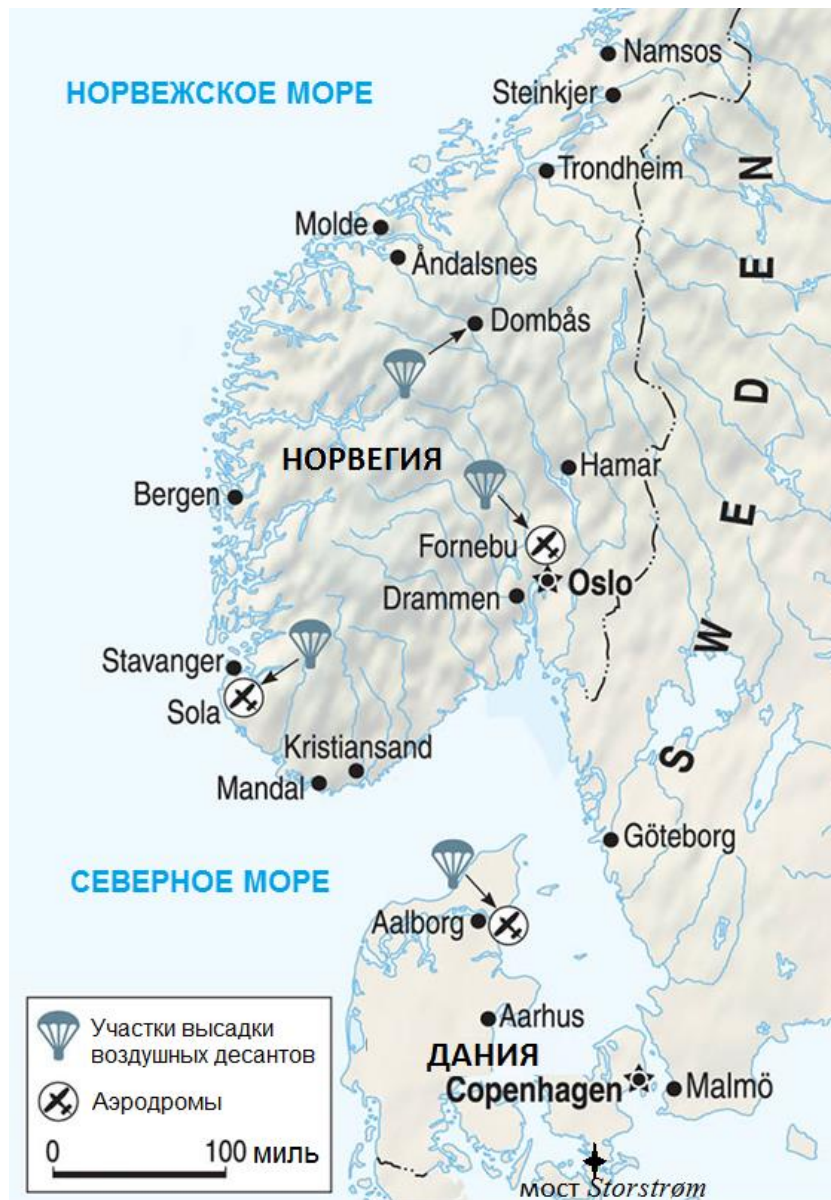 Namsos
НОРВЕЖСКОЕ МОРЕ
Steinkjer
Trondheim
Molde
Åndalsnes
Dombås
НОРВЕГИЯ
Hamar
Bergen
Fornebu
Oslo
Drammen
SWEDEN
Stavanger
Sola
Kristiansand
Mandal
Göteborg
СЕВЕРНОЕ МОРЕ
Aalborg
Aarhus
ДАНИЯ
Copenhagen
Malmö
мост Storstrøm
Участки высадки
воздушных десантов
Аэродромы
0 100 миль